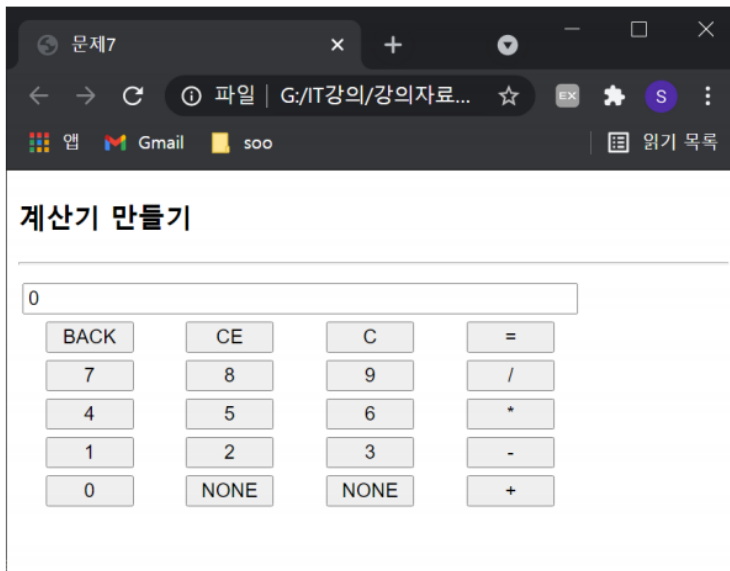 문제7
파일 G:/IT강의/강의자료...
EX
S
앱 Gmail soo 읽기 목록
계산기 만들기
0
BACK CE C =
7 8 9 /
4 5 6 *
1 2 3 -
0 NONE NONE +